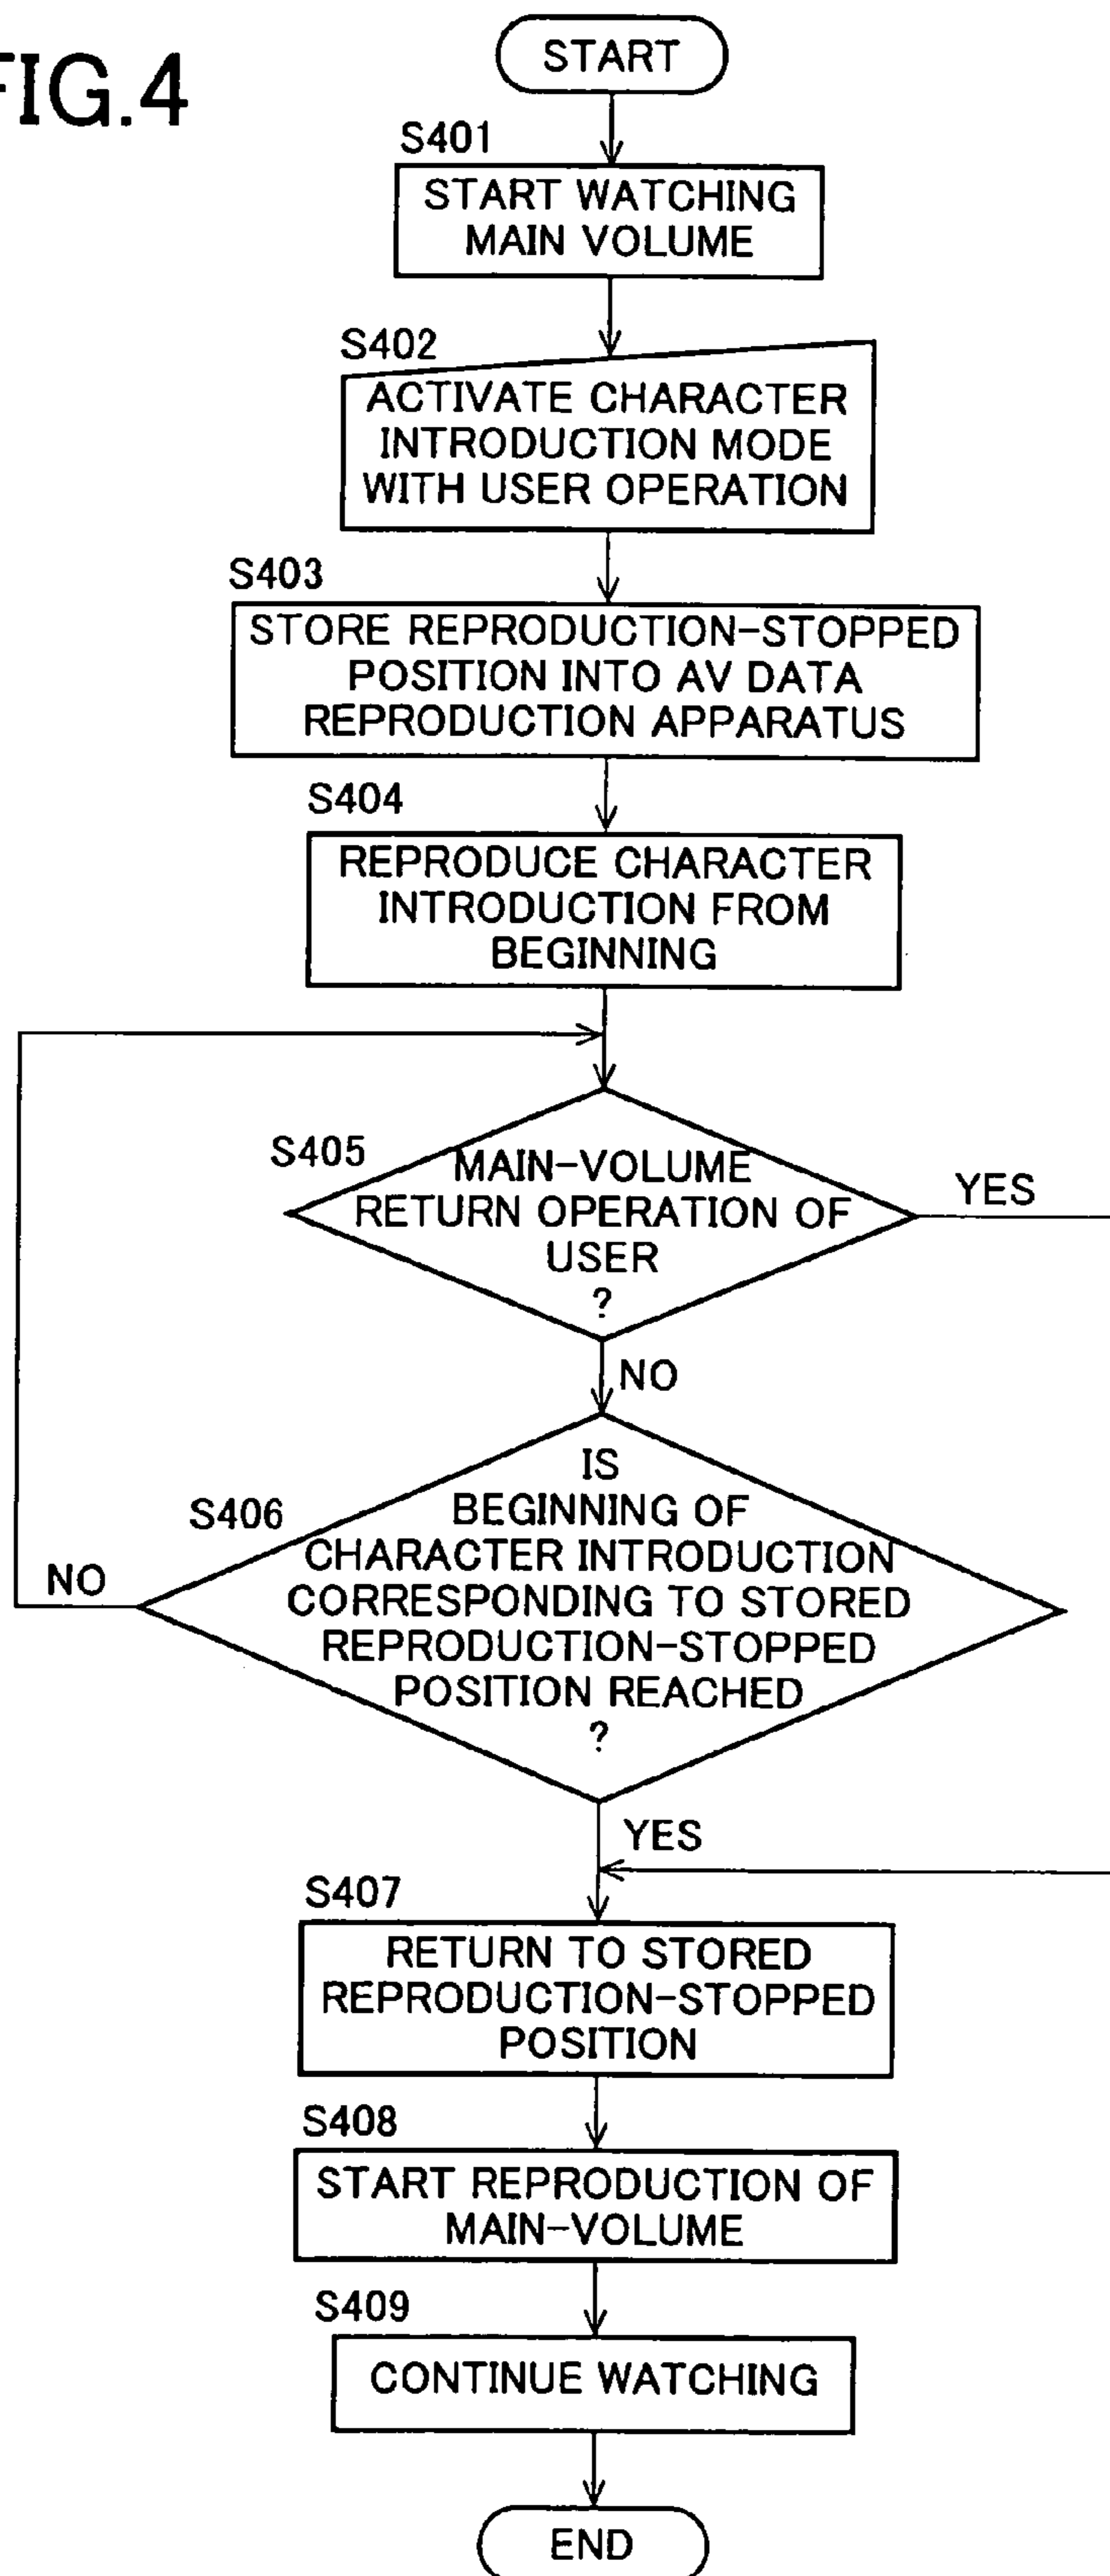 FIG.4
START
S401
START WATCHING
MAIN VOLUME
S402
ACTIVATE CHARACTER
INTRODUCTION MODE
WITH USER OPERATION
S403
STORE REPRODUCTION-STOPPED
POSITION INTO AV DATA
REPRODUCTION APPARATUS
S404
REPRODUCE CHARACTER
INTRODUCTION FROM
BEGINNING
S405
MAIN-VOLUME
RETURN OPERATION OF
USER
?
YES
NO
S406
IS
BEGINNING OF
CHARACTER INTRODUCTION
CORRESPONDING TO STORED
REPRODUCTION-STOPPED
POSITION REACHED
?
NO
YES
S407
RETURN TO STORED
REPRODUCTION-STOPPED
POSITION
S408
START REPRODUCTION OF
MAIN-VOLUME
S409
CONTINUE WATCHING
END